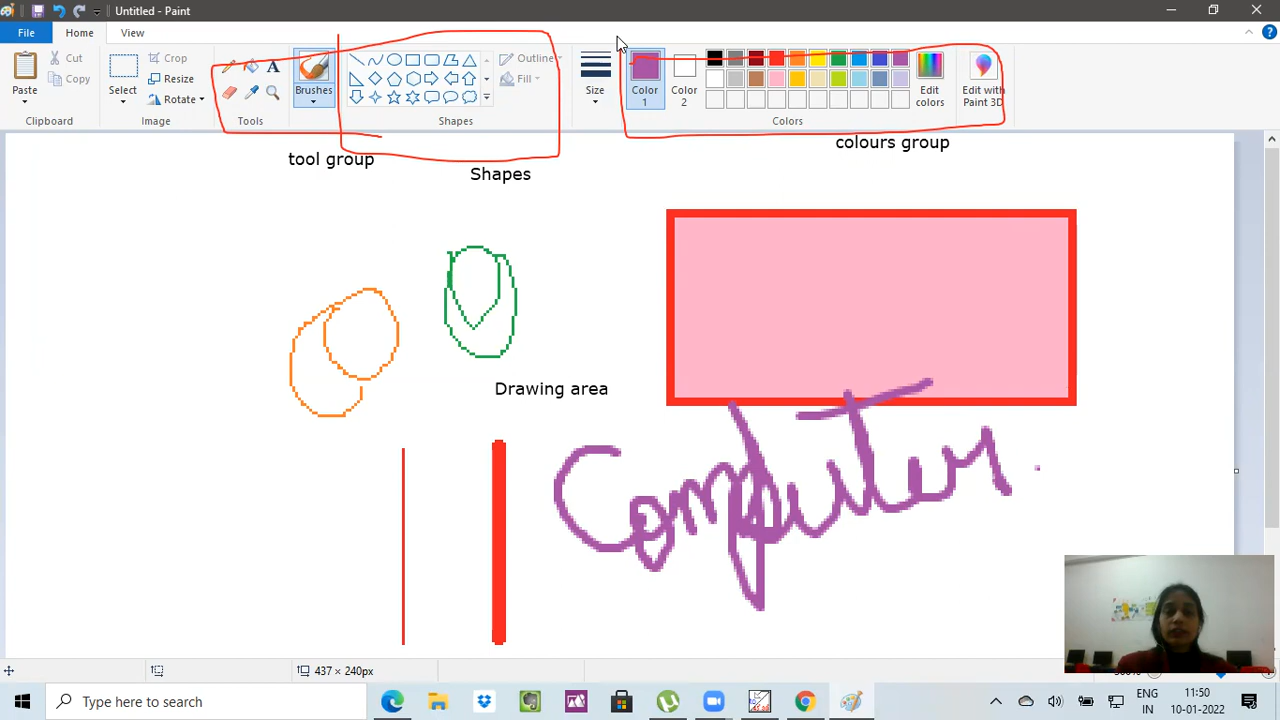 Untitled - Paint
File Home View
Paste
Cut
Copy
Clipboard
Select
Crop
Resize
Rotate
Image
A
Tools
Brushes
Outline
Fill
Shapes
Size
Color 1
Color 2
Edit colors
Edit with Paint 3D
Colors
tool group
Shapes
colours group
Drawing area
Computer
437 × 240px
Type here to search
ENG
IN
11:50
10-01-2022